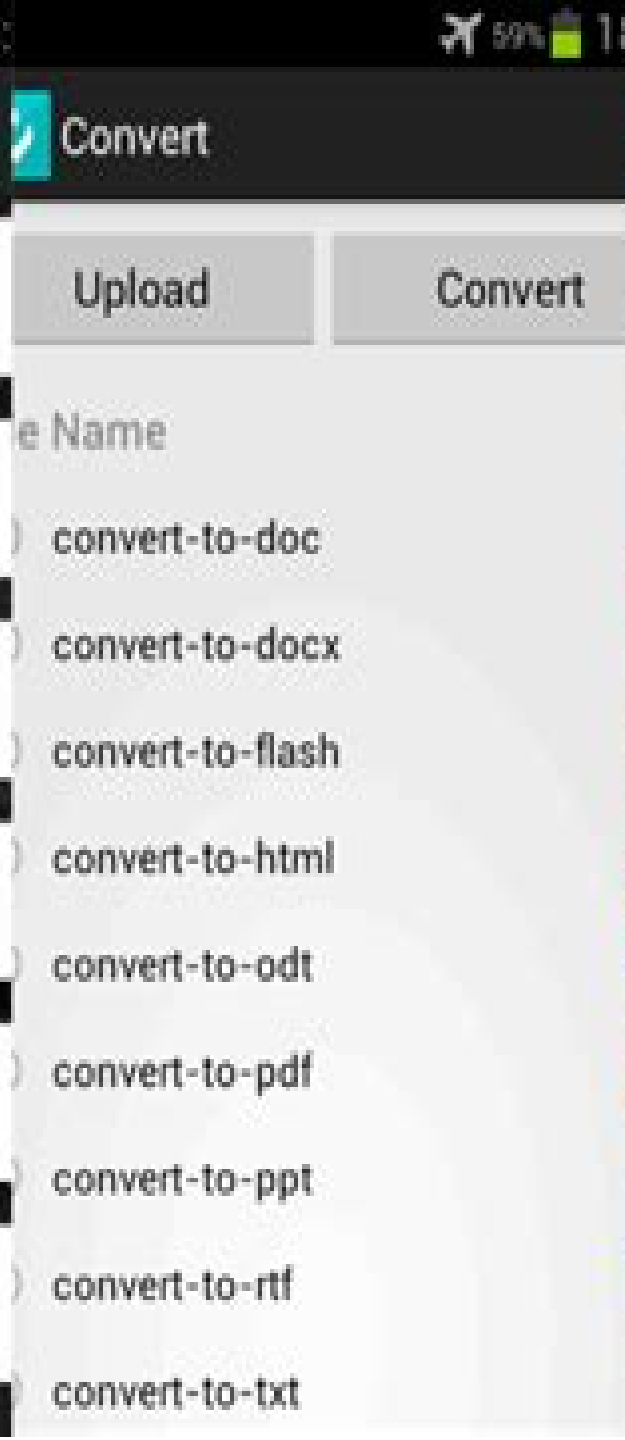 59%
Convert
Upload Convert
e Name
convert-to-doc
convert-to-docx
convert-to-flash
convert-to-html
convert-to-odt
convert-to-pdf
convert-to-ppt
convert-to-rtf
convert-to-txt